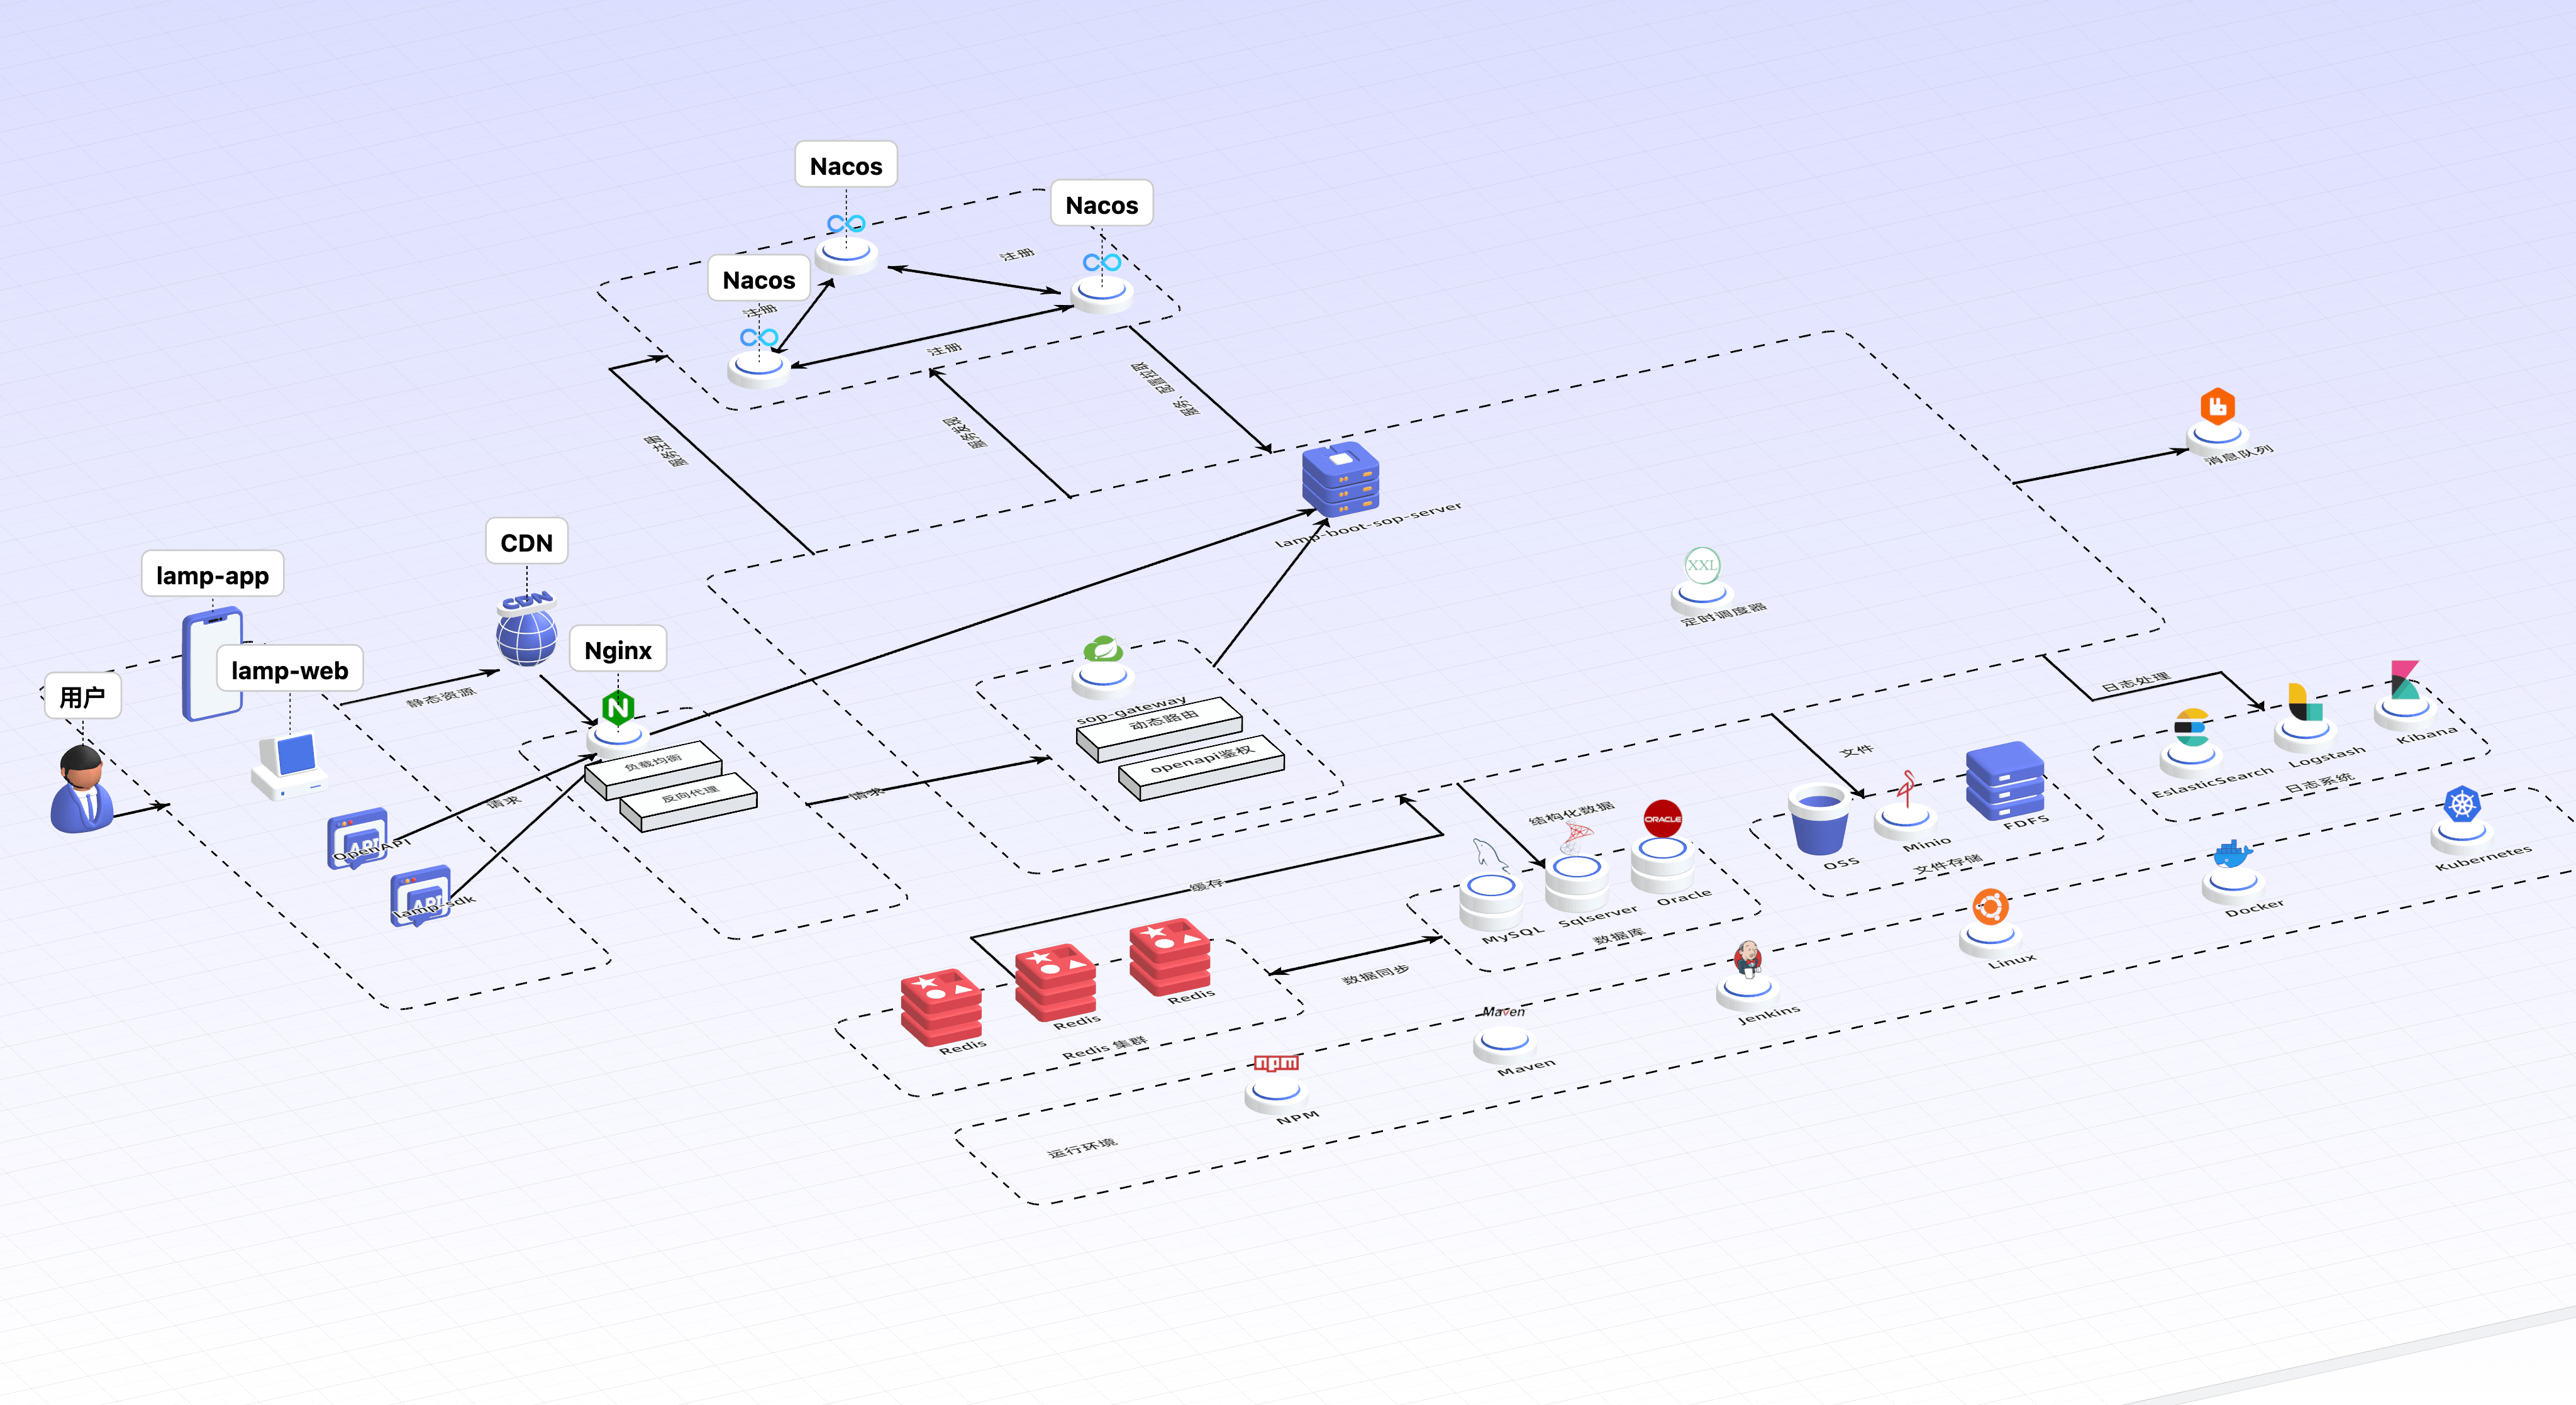 Nacos
Nacos
Nacos
注册
注册
注册
服务注册
服务发现
服务、配置拉取
lamp-boot-sop-server
消息队列
XXL
定时调度器
CDN
CDN
lamp-app
lamp-web
用户
静态资源
Nginx
N
负载均衡
反向代理
请求
API
OpenAPI
API
lamp-sdk
请求
sop-gateway
动态路由
openapi鉴权
日志处理
EslasticSearch
Logstash
Kibana
日志系统
文件
OSS
Minio
FDFS
文件存储
结构化数据
ORACLE
MySQL
Sqlserver
Oracle
数据库
缓存
数据同步
Redis
Redis
Redis
Redis 集群
运行环境
npm
NPM
Maven
Maven
Jenkins
Linux
Docker
Kubernetes